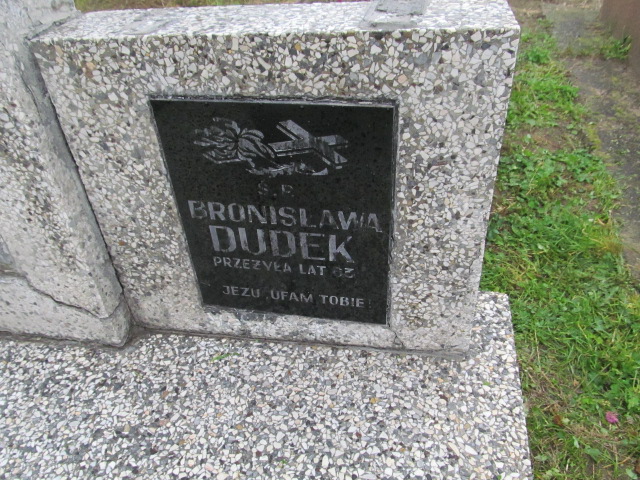 Ś. P.
BRONISŁAWA
DUDEK
PRZEŻYŁA LAT
JEZU UFAM TOBIE